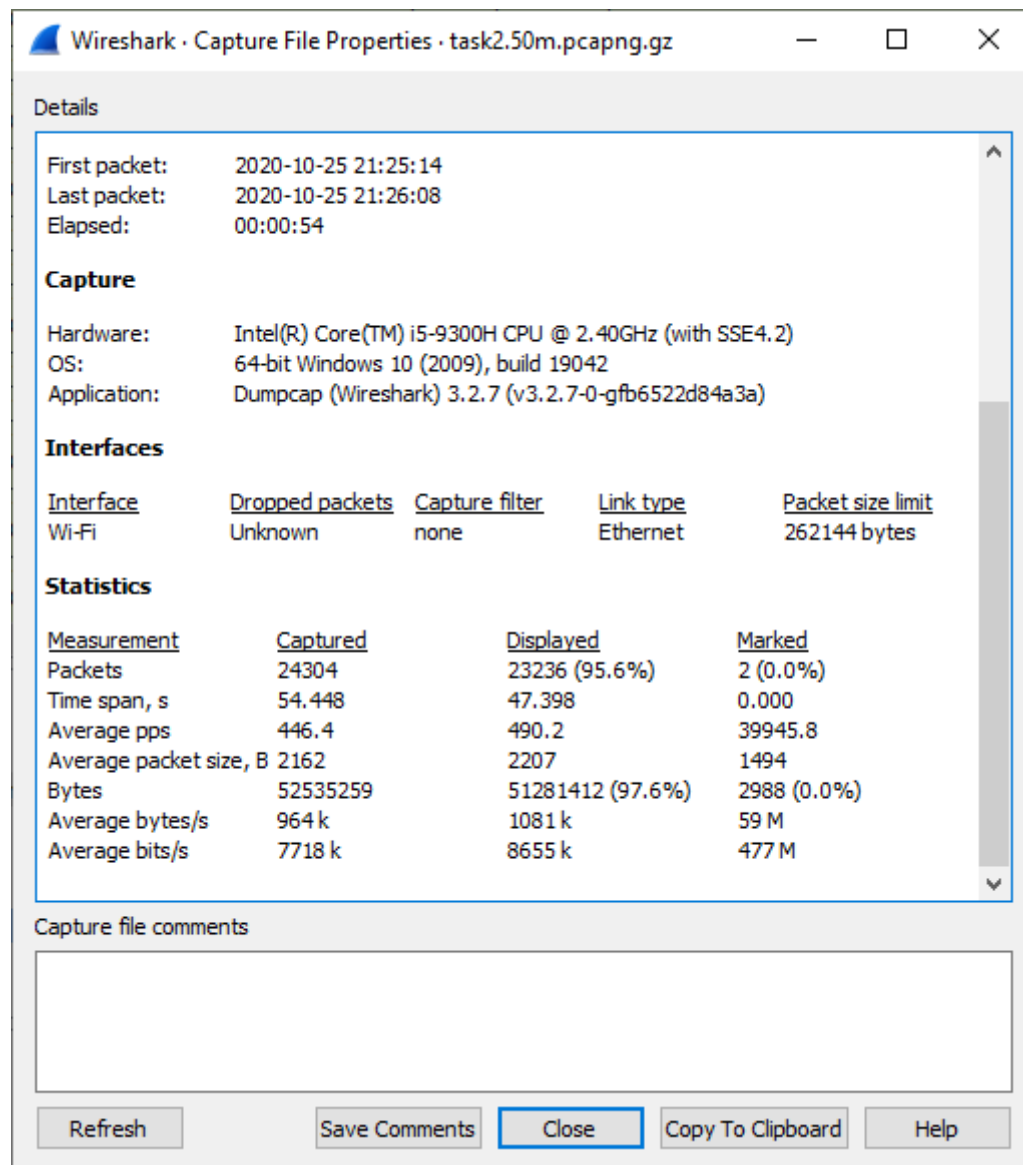 Wireshark · Capture File Properties · task2.50m.pcapng.gz
Details
First packet: 2020-10-25 21:25:14
Last packet: 2020-10-25 21:26:08
Elapsed: 00:00:54
Capture
Hardware: Intel(R) Core(TM) i5-9300H CPU @ 2.40GHz (with SSE4.2)
OS: 64-bit Windows 10 (2009), build 19042
Application: Dumpcap (Wireshark) 3.2.7 (v3.2.7-0-gfb6522d84a3a)
Interfaces
Interface Dropped packets Capture filter Link type Packet size limit
Wi-Fi Unknown none Ethernet 262144 bytes
Statistics
Measurement Captured Displayed Marked
Packets 24304 23236 (95.6%) 2 (0.0%)
Time span, s 54.448 47.398 0.000
Average pps 446.4 490.2 39945.8
Average packet size, B 2162 2207 1494
Bytes 52535259 51281412 (97.6%) 2988 (0.0%)
Average bytes/s 964 k 1081 k 59 M
Average bits/s 7718 k 8655 k 477 M
Capture file comments
Refresh Save Comments Close Copy To Clipboard Help